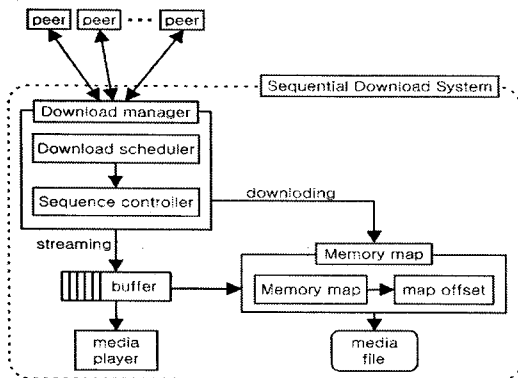 peer peer peer
Sequential Download System
Download manager
Download scheduler
Sequence controller
downloding
streaming
Memory map
buffer
Memory map map offset
media player
media file